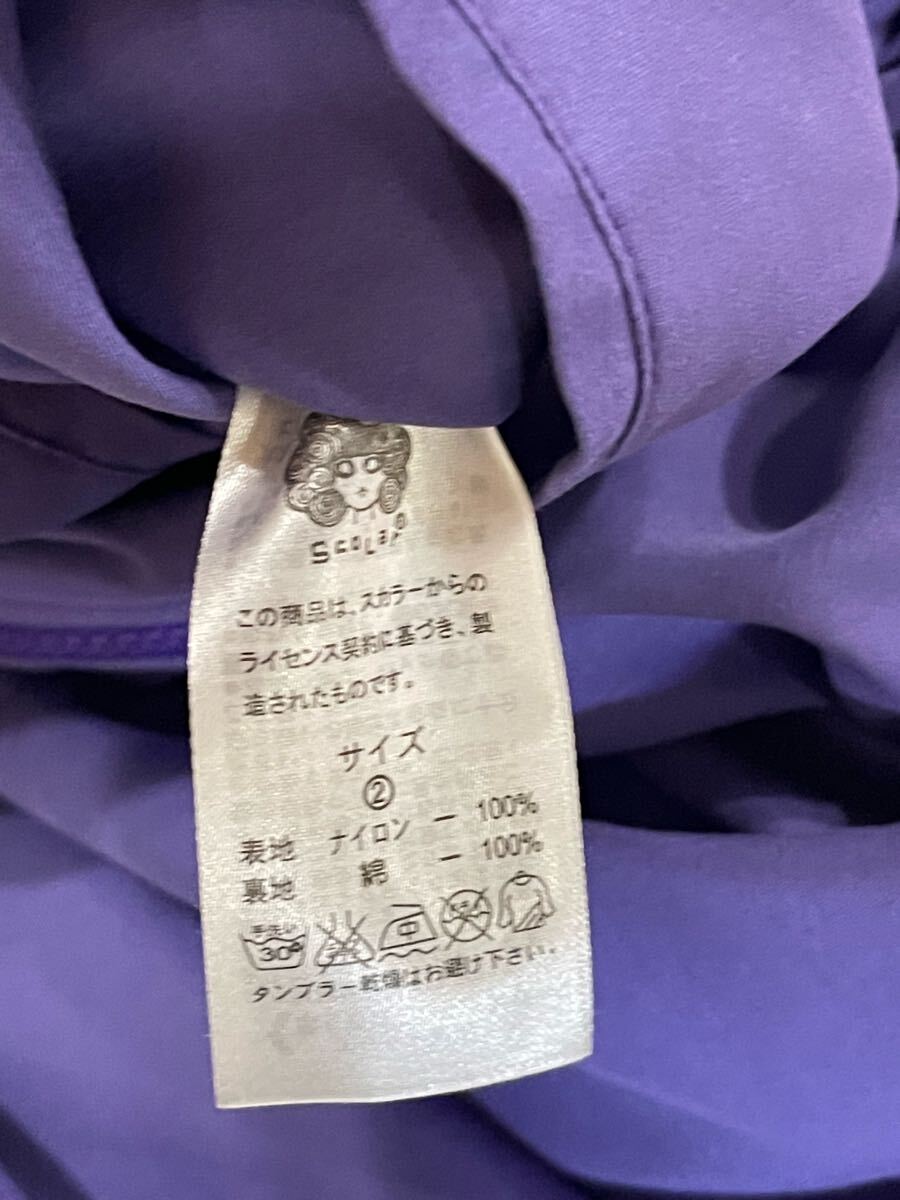 ScoLar
この商品は、スカラーからの
ライセンス契約に基づき、製
造されたものです。
サイズ
②
表地 ナイロン — 100%
裏地 綿 — 100%
手洗い 30 中
タンブラー乾燥はお避け下さい。